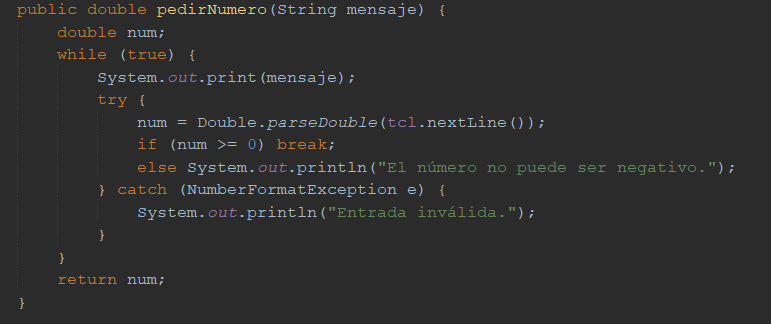 public double pedirNumero(String mensaje) {
    double num;
    while (true) {
        System.out.print(mensaje);
        try {
            num = Double.parseDouble(tcl.nextLine());
            if (num >= 0) break;
            else System.out.println("El número no puede ser negativo.");
        } catch (NumberFormatException e) {
            System.out.println("Entrada inválida.");
        }
    }
    return num;
}